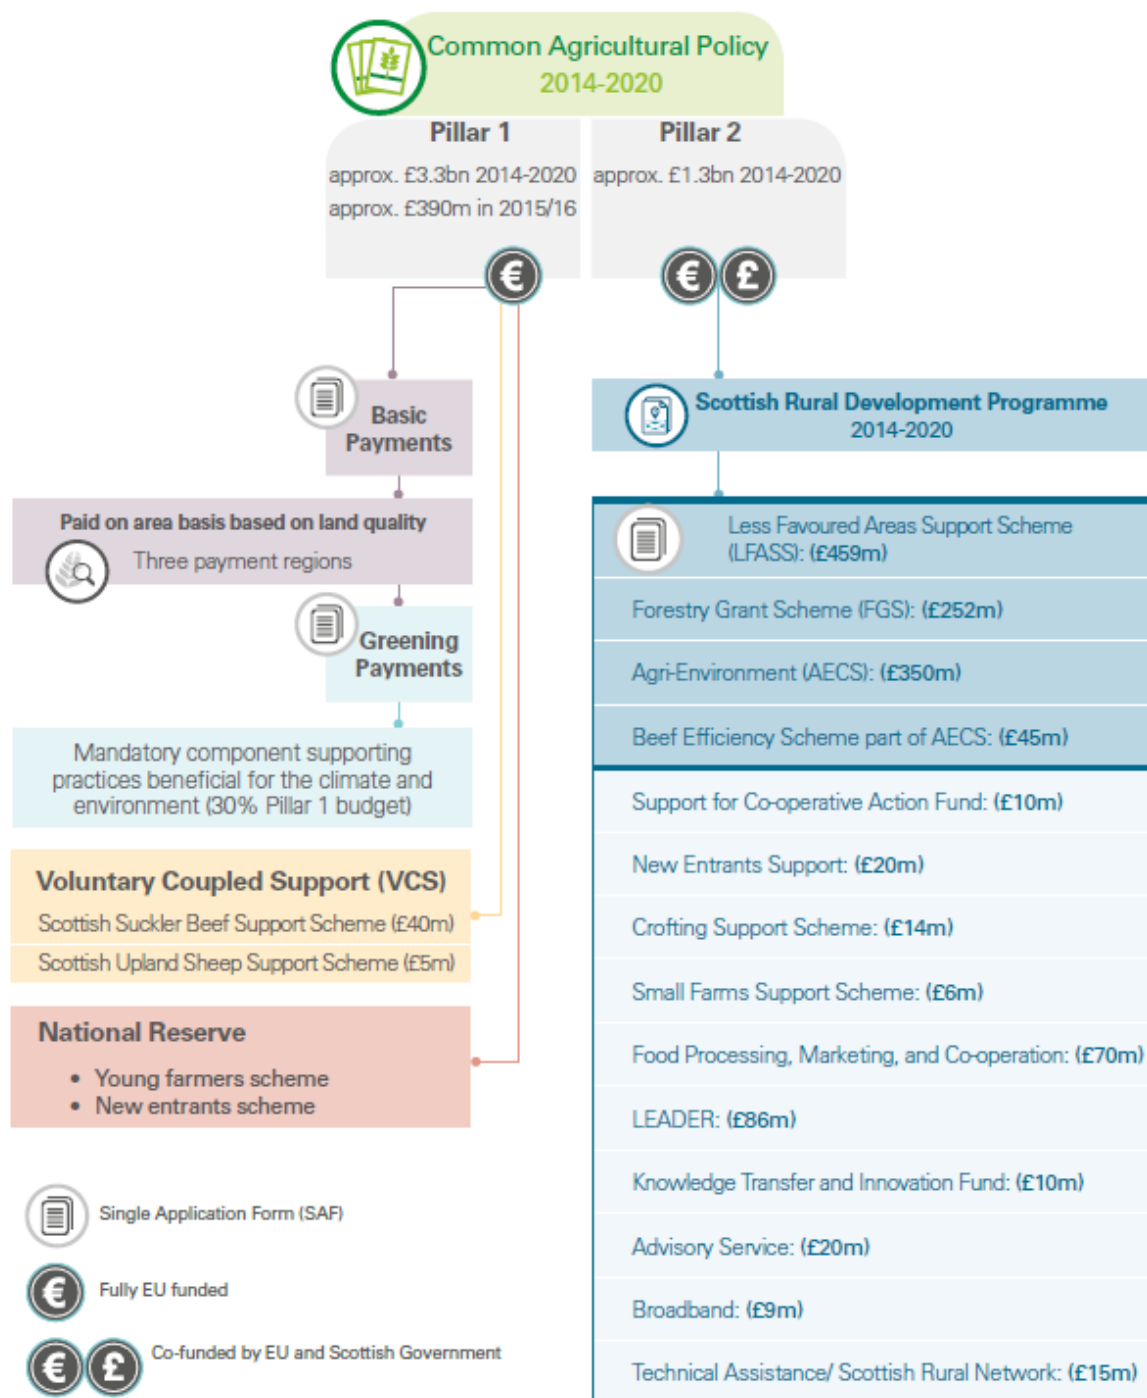 Common Agricultural Policy
2014-2020
Pillar 1
approx. £3.3bn 2014-2020
approx. £390m in 2015/16
€
Pillar 2
approx. £1.3bn 2014-2020
€ £
Basic
Payments
Paid on area basis based on land quality
Three payment regions
Greening
Payments
Mandatory component supporting
practices beneficial for the climate and
environment (30% Pillar 1 budget)
Voluntary Coupled Support (VCS)
Scottish Suckler Beef Support Scheme (£40m)
Scottish Upland Sheep Support Scheme (£5m)
National Reserve
• Young farmers scheme
• New entrants scheme
Single Application Form (SAF)
€ Fully EU funded
€ £ Co-funded by EU and Scottish Government
Scottish Rural Development Programme
2014-2020
Less Favoured Areas Support Scheme
(LFASS): (£459m)
Forestry Grant Scheme (FGS): (£252m)
Agri-Environment (AECS): (£350m)
Beef Efficiency Scheme part of AECS: (£45m)
Support for Co-operative Action Fund: (£10m)
New Entrants Support: (£20m)
Crofting Support Scheme: (£14m)
Small Farms Support Scheme: (£6m)
Food Processing, Marketing, and Co-operation: (£70m)
LEADER: (£86m)
Knowledge Transfer and Innovation Fund: (£10m)
Advisory Service: (£20m)
Broadband: (£9m)
Technical Assistance/ Scottish Rural Network: (£15m)